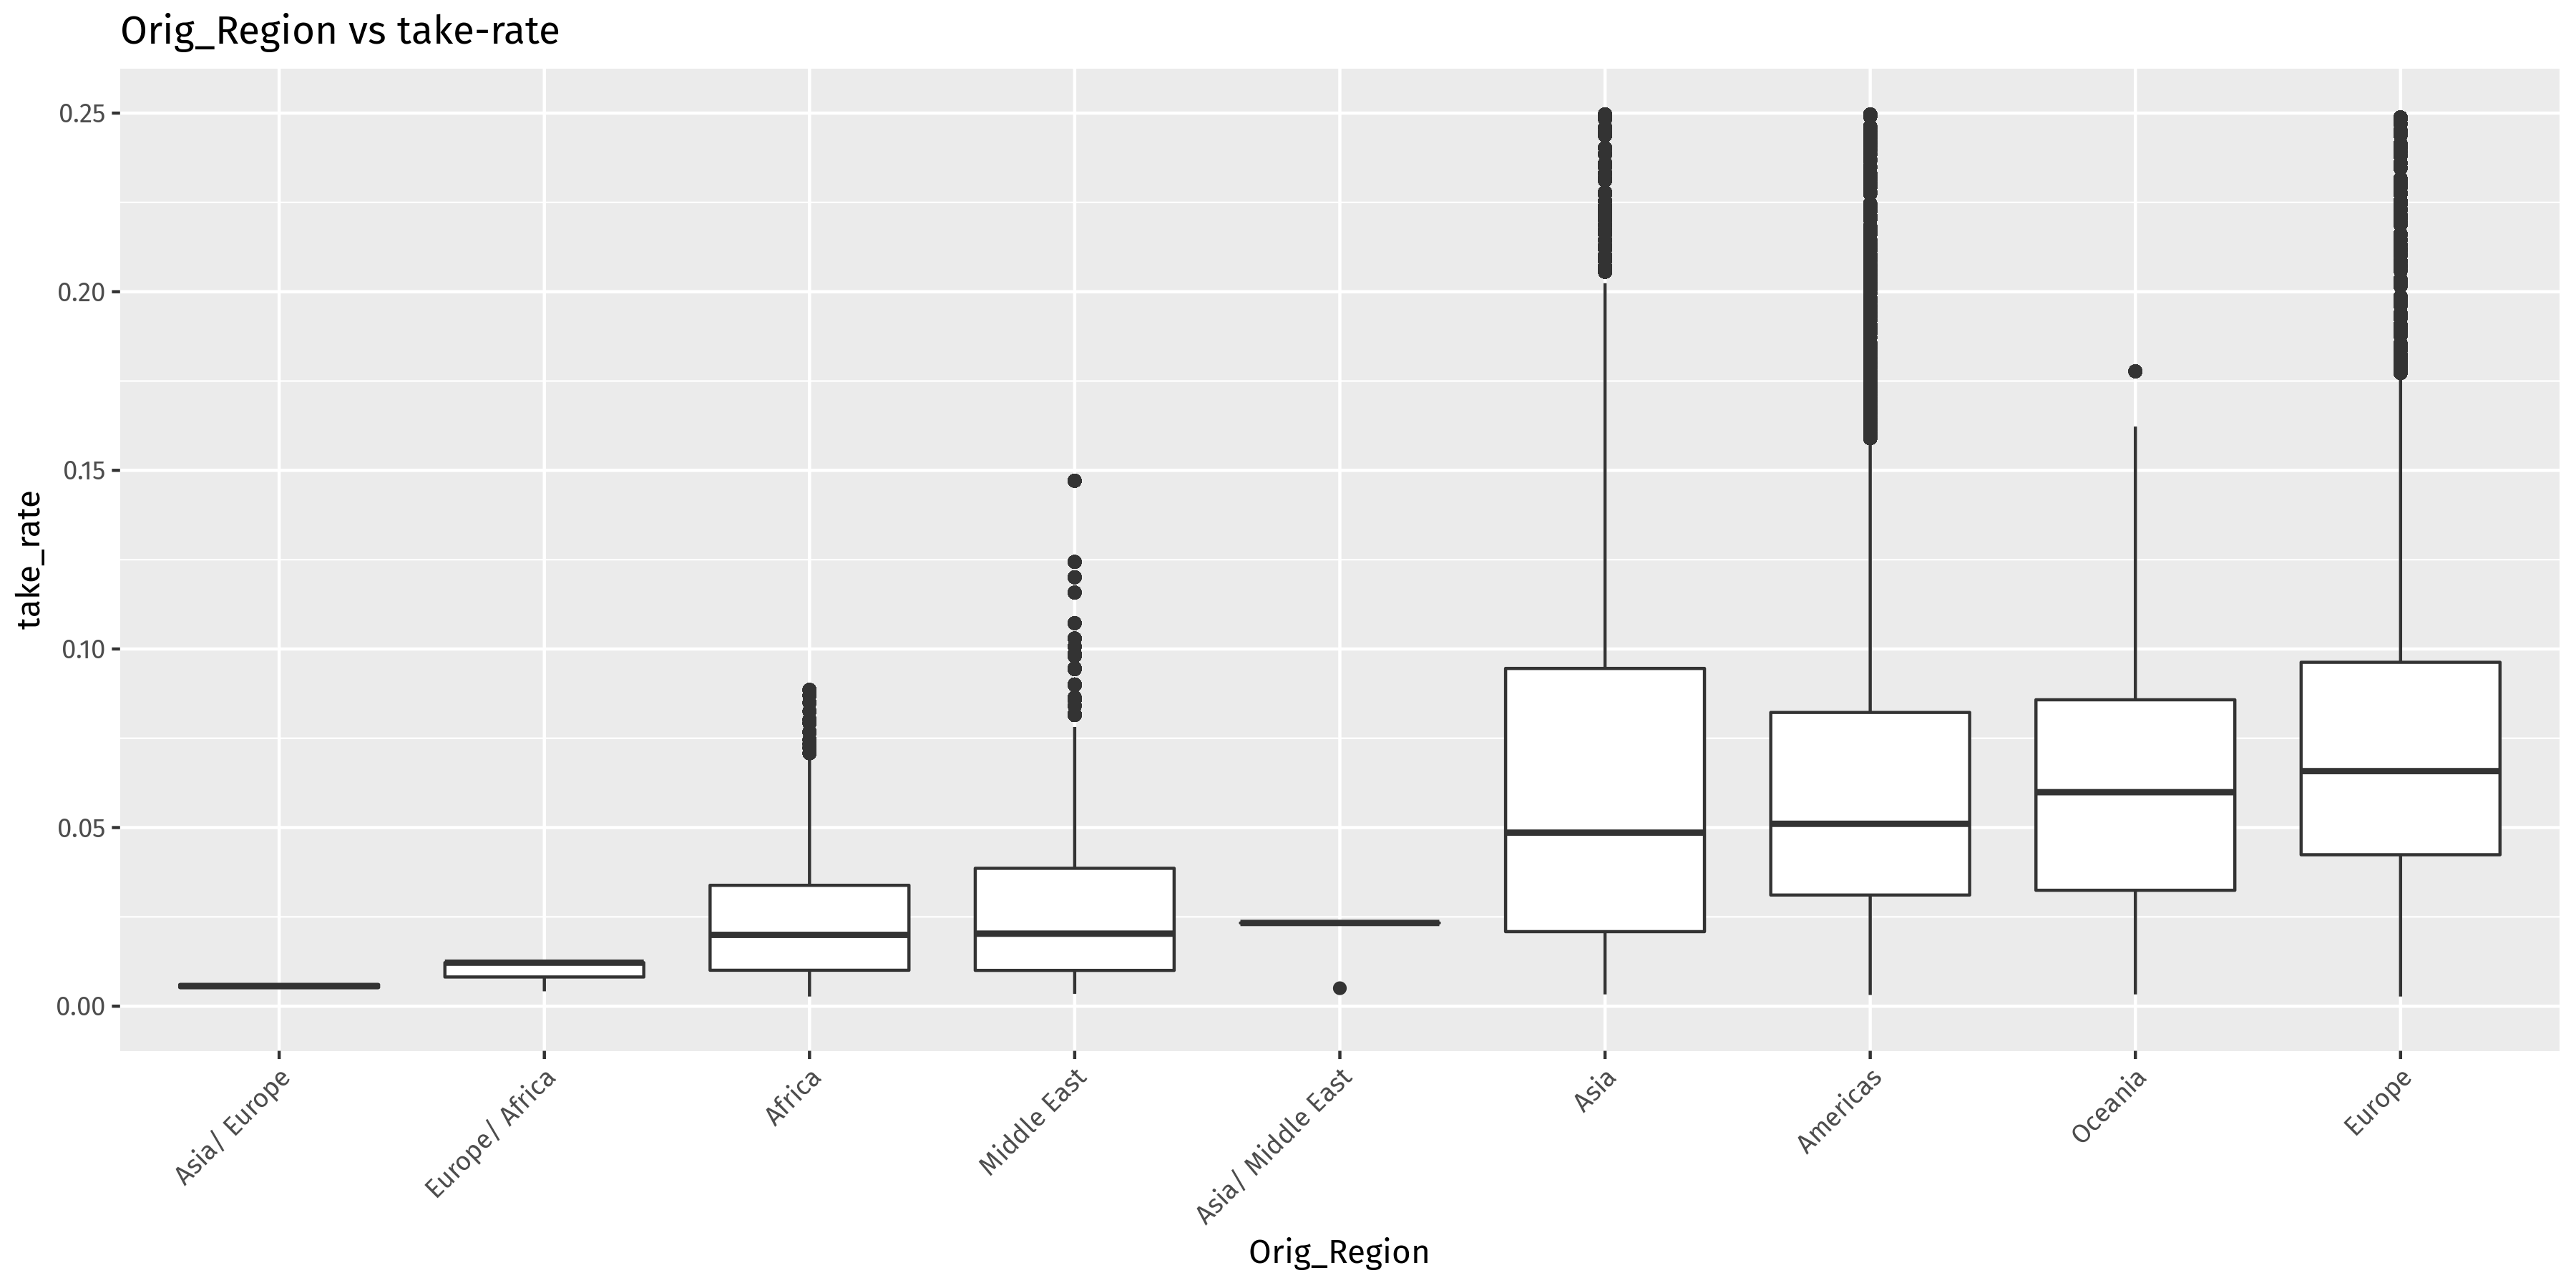 Orig_Region vs take-rate
take_rate
0.25
0.20
0.15
0.10
0.05
0.00
Asia/ Europe
Europe/ Africa
Africa
Middle East
Asia/ Middle East
Asia
Americas
Oceania
Europe
Orig_Region